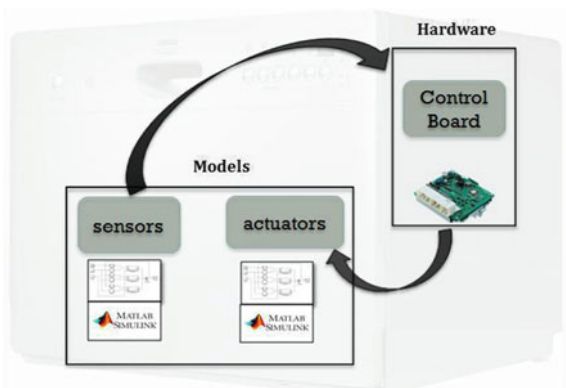 Hardware
Control
Board
Models
sensors
actuators
MATLAB
SIMULINK
MATLAB
SIMULINK